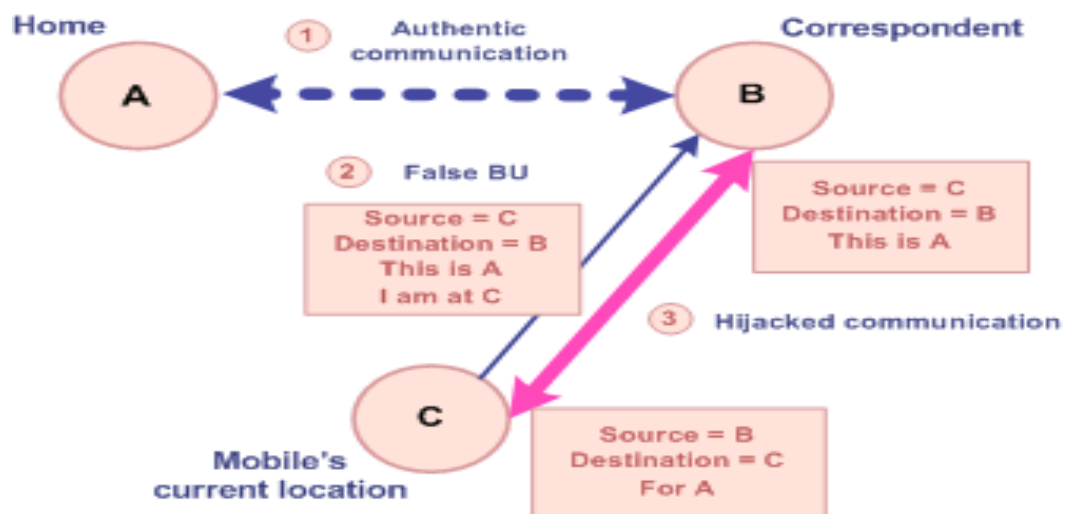 Home
1
Authentic
communication
Correspondent
A
B
2
False BU
Source = C
Destination = B
This is A
I am at C
Source = C
Destination = B
This is A
3
Hijacked communication
C
Mobile's
current location
Source = B
Destination = C
For A